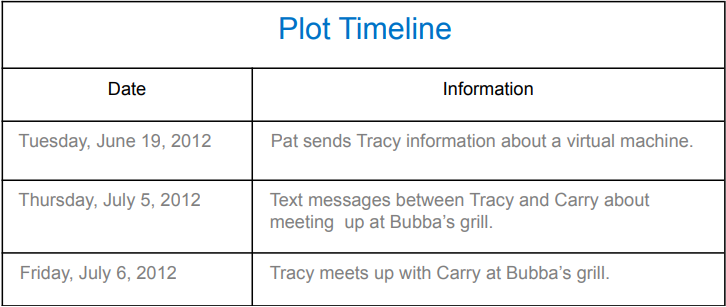 Plot Timeline
Date
Information
Tuesday, June 19, 2012
Pat sends Tracy information about a virtual machine.
Thursday, July 5, 2012
Text messages between Tracy and Carry about
meeting  up at Bubba’s grill.
Friday, July 6, 2012
Tracy meets up with Carry at Bubba’s grill.